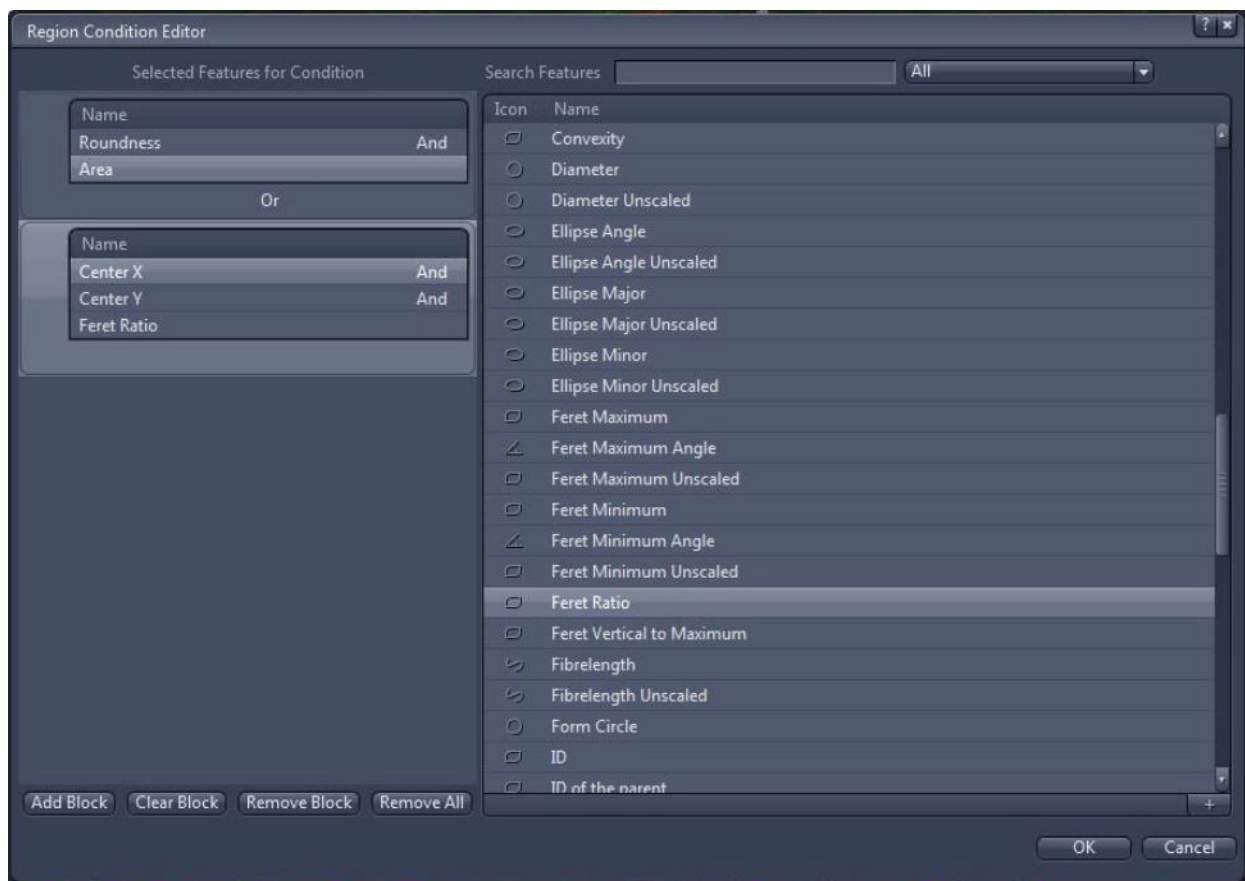 Region Condition Editor
? x
Selected Features for Condition
Name
Roundness And
Area
Or
Name
Center X And
Center Y And
Feret Ratio
Add Block Clear Block Remove Block Remove All
Search Features All
Icon Name
Convexity
Diameter
Diameter Unscaled
Ellipse Angle
Ellipse Angle Unscaled
Ellipse Major
Ellipse Major Unscaled
Ellipse Minor
Ellipse Minor Unscaled
Feret Maximum
Feret Maximum Angle
Feret Maximum Unscaled
Feret Minimum
Feret Minimum Angle
Feret Minimum Unscaled
Feret Ratio
Feret Vertical to Maximum
Fibrelength
Fibrelength Unscaled
Form Circle
ID
ID of the parent
+
OK Cancel